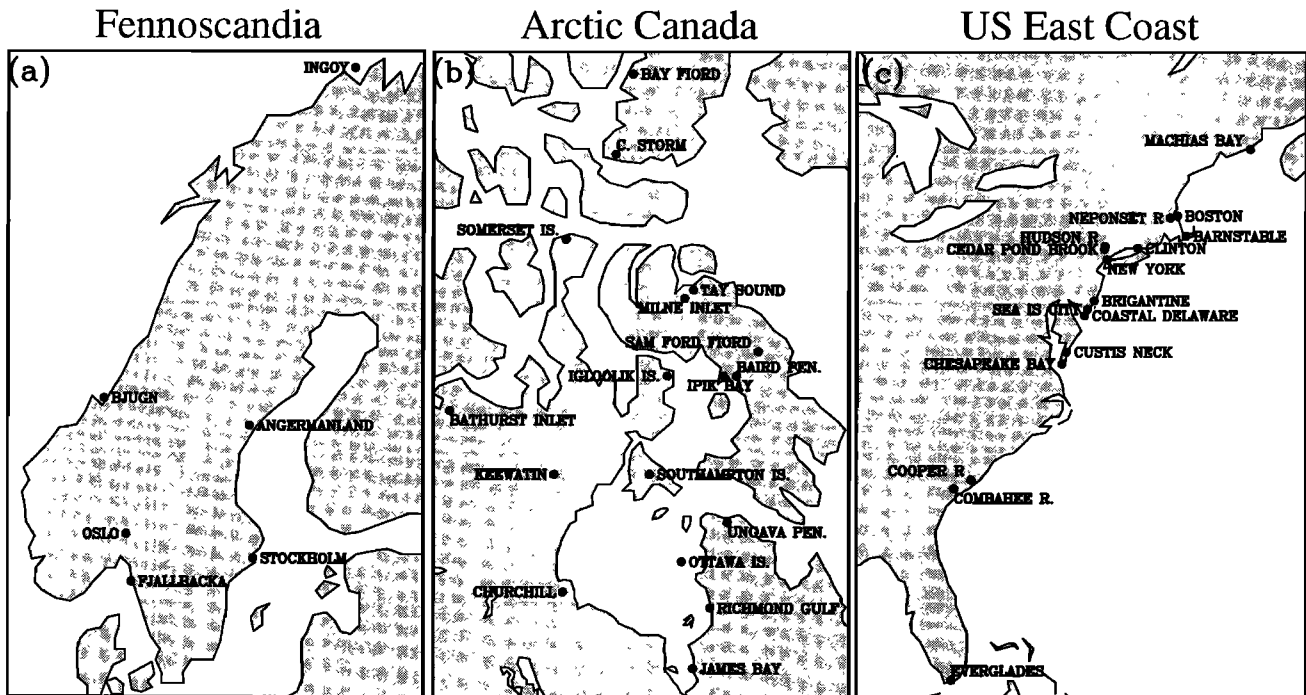 Fennoscandia
Arctic Canada
US East Coast
(a)
INGOY
BJUGN
ANGERMANLAND
OSLO
STOCKHOLM
FJALLBACKA
(b)
BAY FIORD
C. STORM
SOMERSET IS.
TAY SOUND
MILNE INLET
SAM FORD FIORD
IGLOOLIK IS.
BAIRD PEN.
IPIK BAY
BATHURST INLET
KEEWATIN
SOUTHAMPTON IS.
UNGAVA PEN.
OTTAWA IS.
CHURCHILL
RICHMOND GULF
JAMES BAY
(c)
MACHIAS BAY
NEPONSET R
BOSTON
BARNSTABLE
HUDSON R
CEDAR POND BROOK
CLINTON
NEW YORK
BRIGANTINE
SEA IS CITY
COASTAL DELAWARE
CUSTIS NECK
CHESAPEAKE BAY
COOPER R
COMBAHEE R.
EVERGLADES